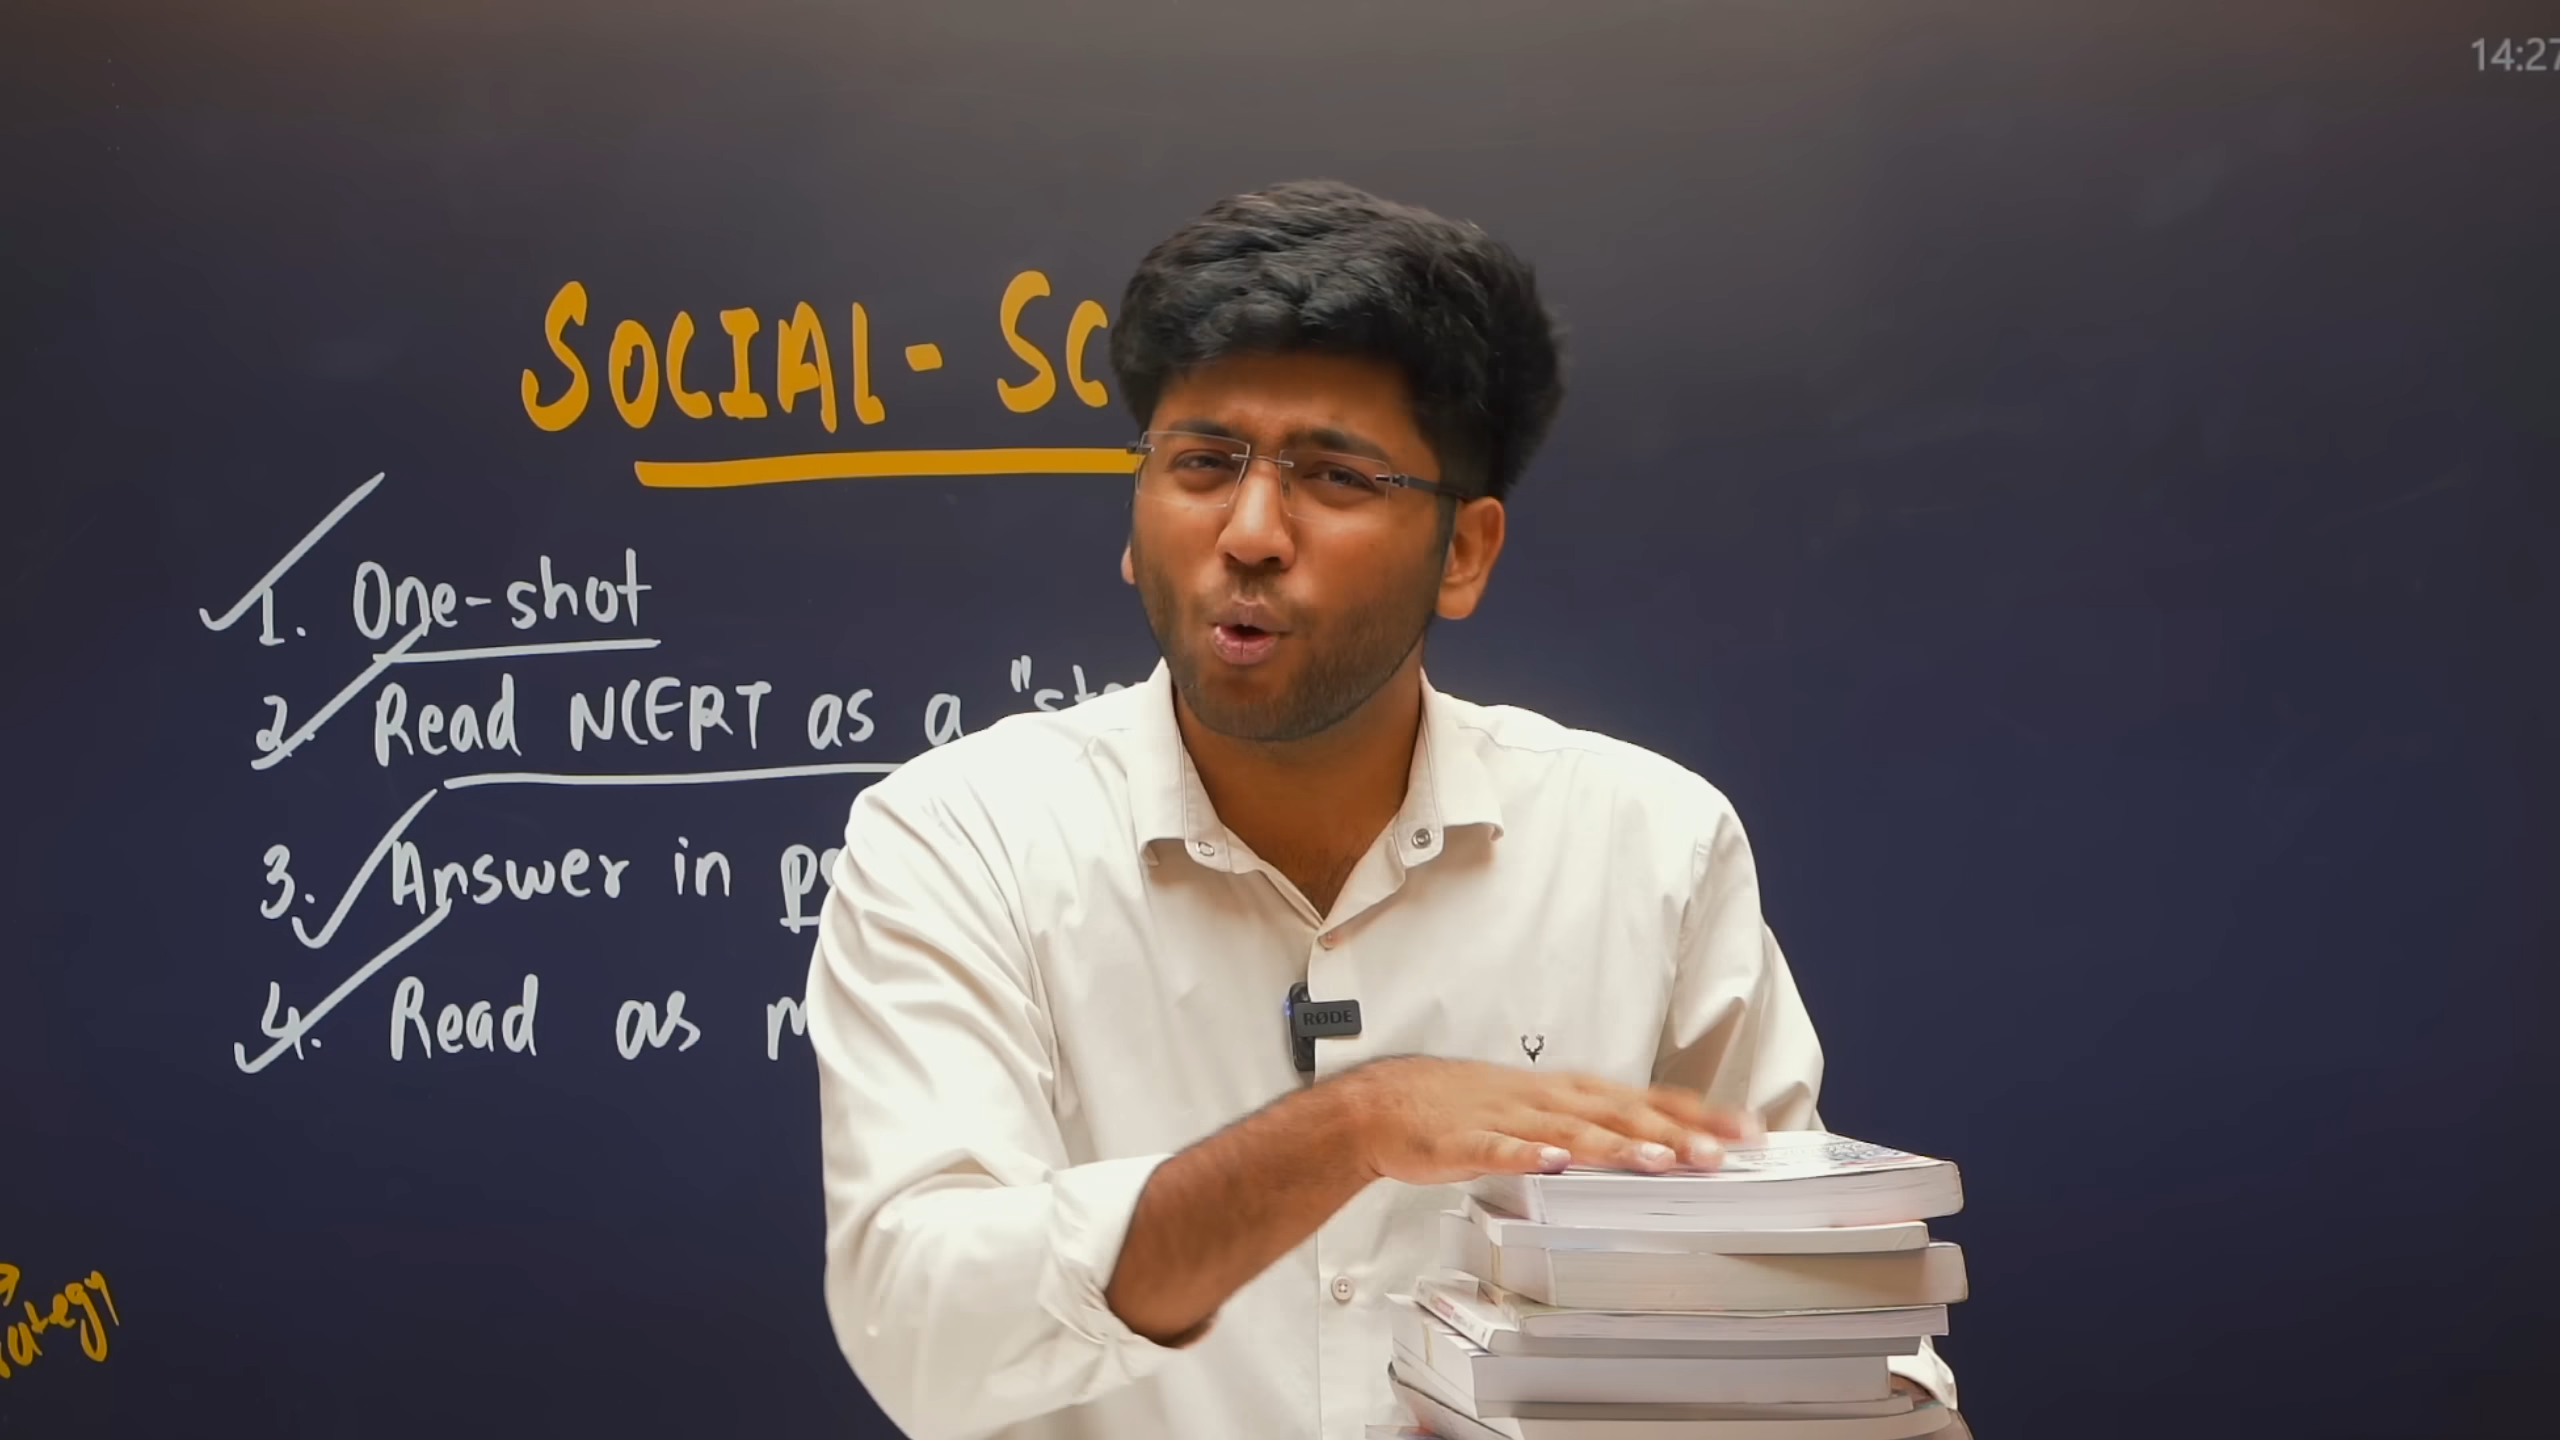 14:27
SOCIAL - SC
1. One-shot
2. Read NCERT as a
3. Answer in
4. Read as
RØDE